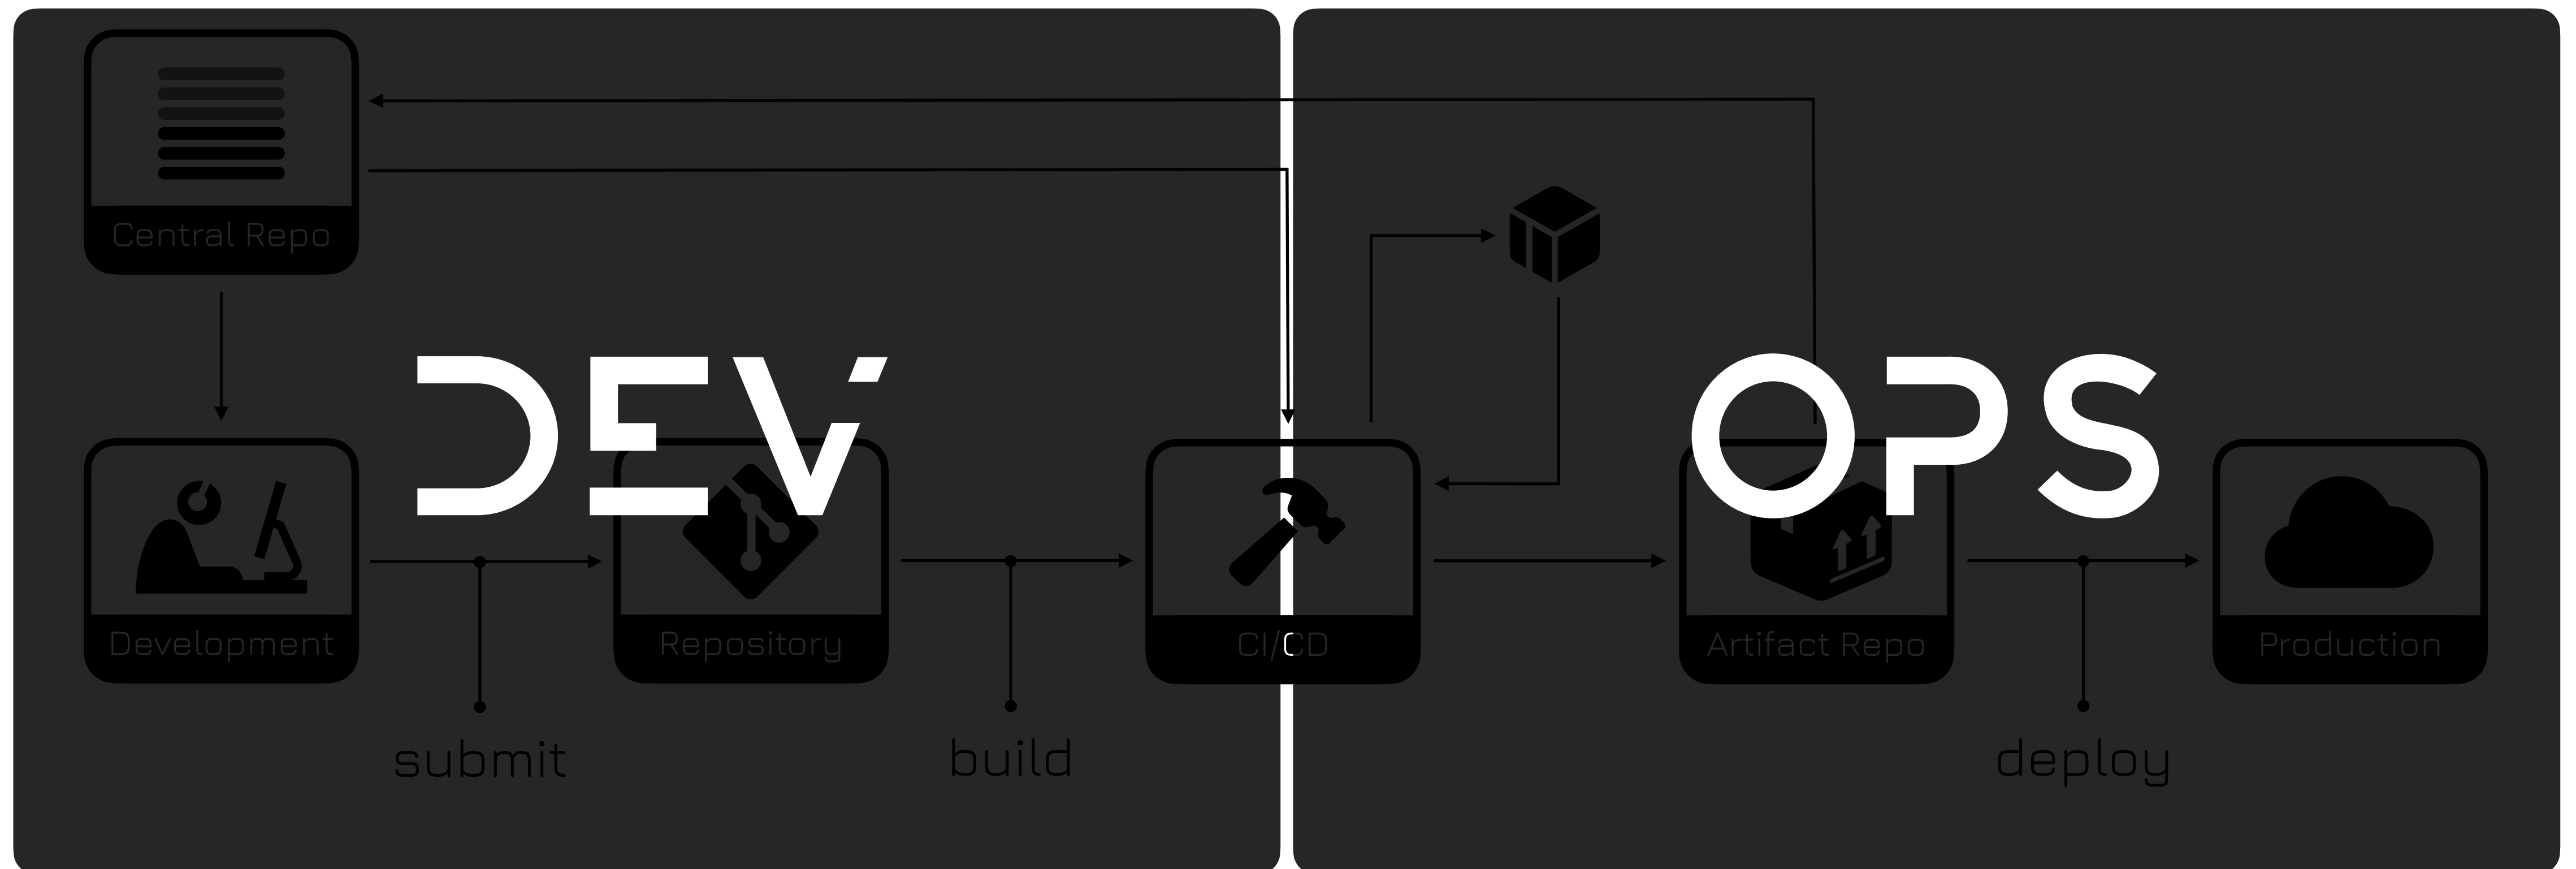 Central Repo
DEV
OPS
Development
Repository
CI/CD
Artifact Repo
Production
submit
build
deploy